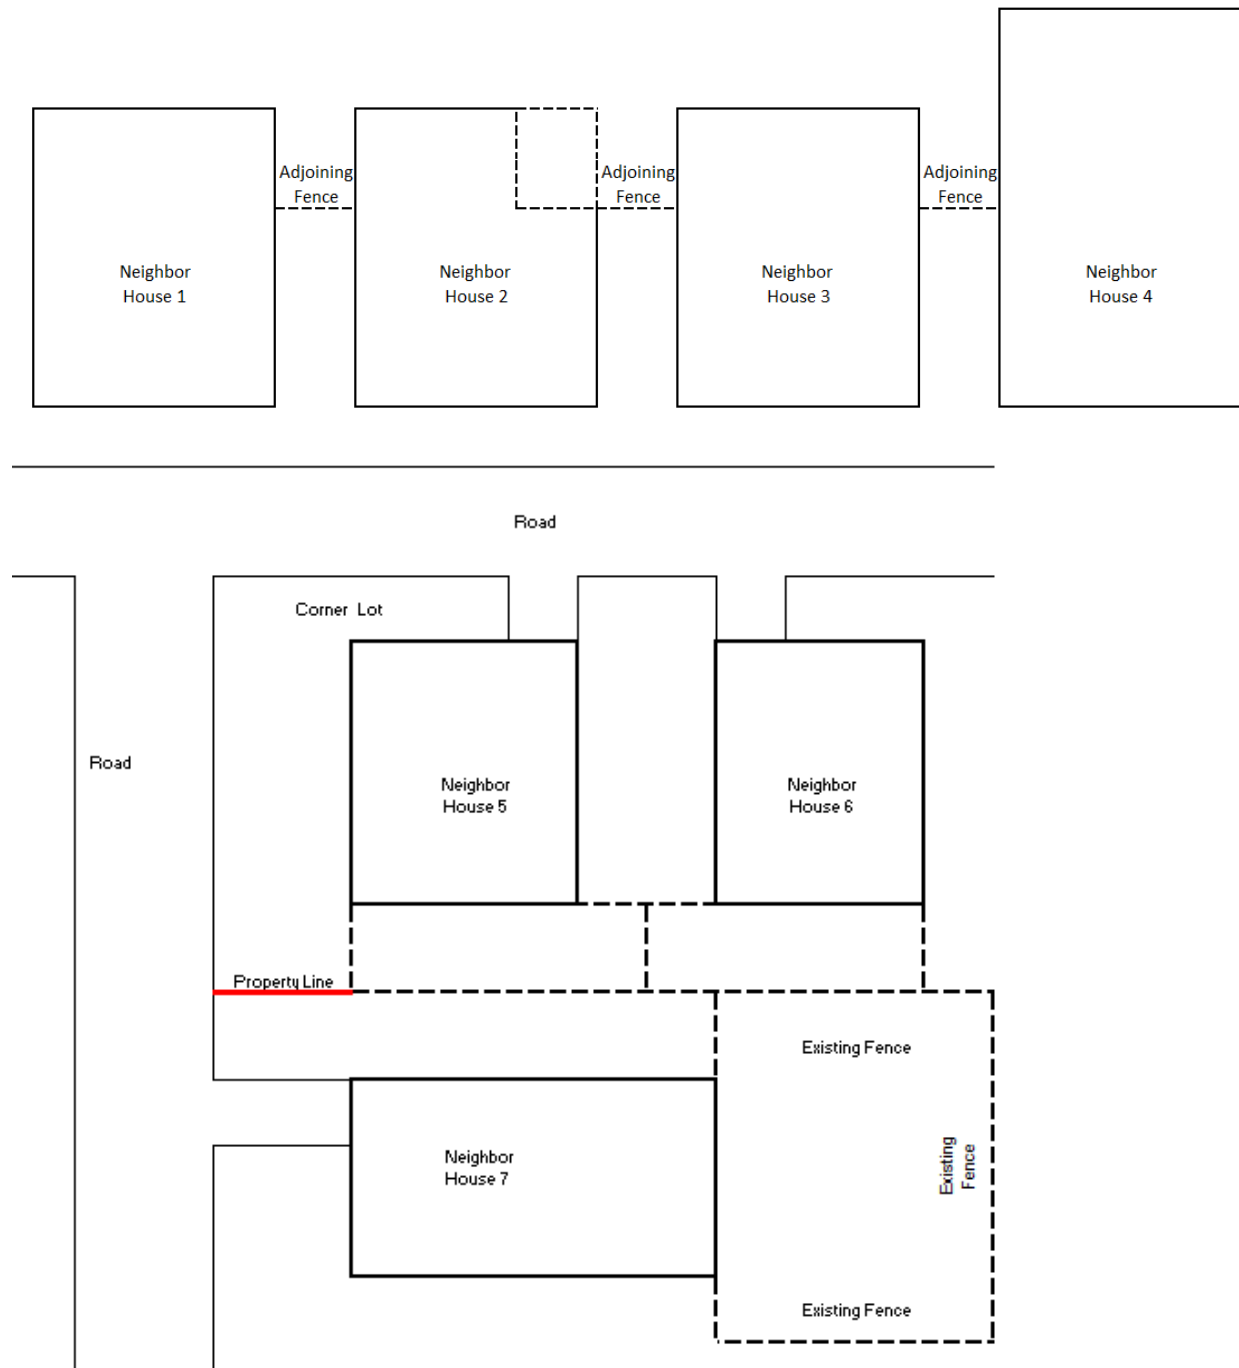 Adjoining
Fence
Adjoining
Fence
Adjoining
Fence
Neighbor
House 1
Neighbor
House 2
Neighbor
House 3
Neighbor
House 4
Road
Corner Lot
Road
Neighbor
House 5
Neighbor
House 6
Property Line
Existing Fence
Neighbor
House 7
Existing
Fence
Existing Fence